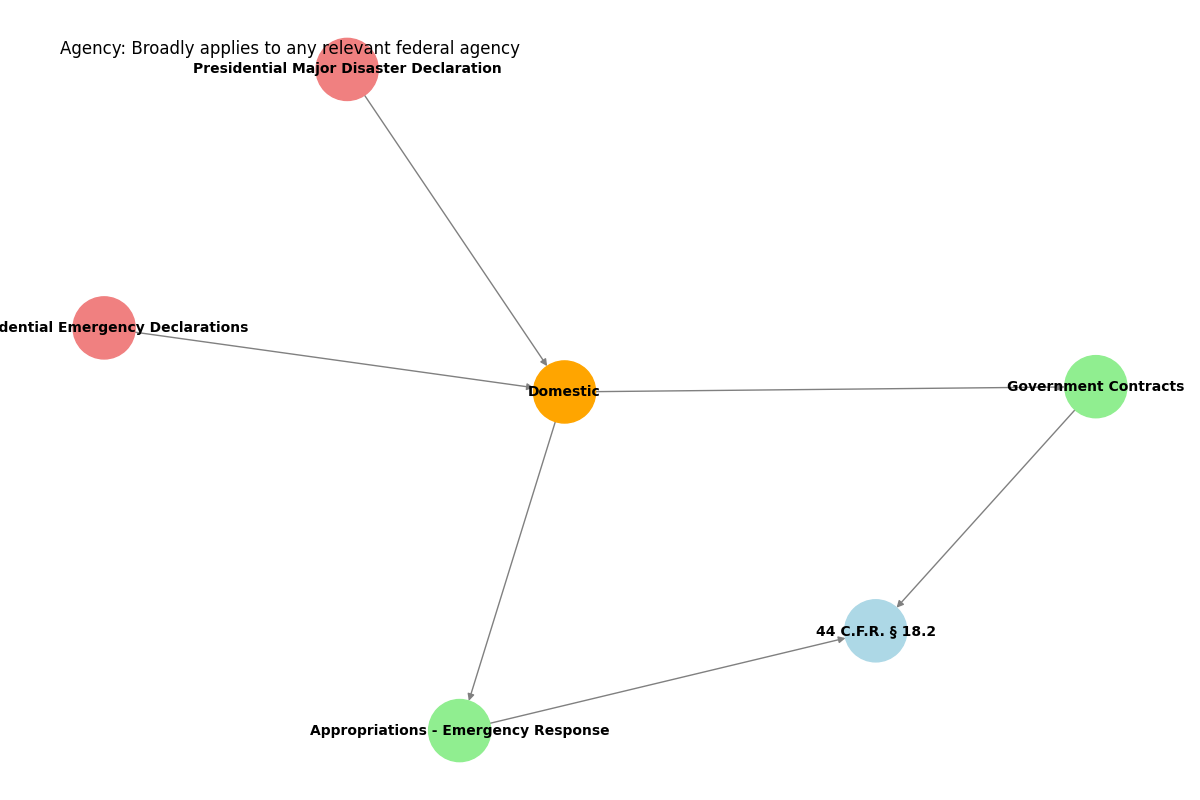 Agency: Broadly applies to any relevant federal agency
Presidential Major Disaster Declaration
dential Emergency Declarations
Domestic
Government Contracts
44 C.F.R. § 18.2
Appropriations - Emergency Response